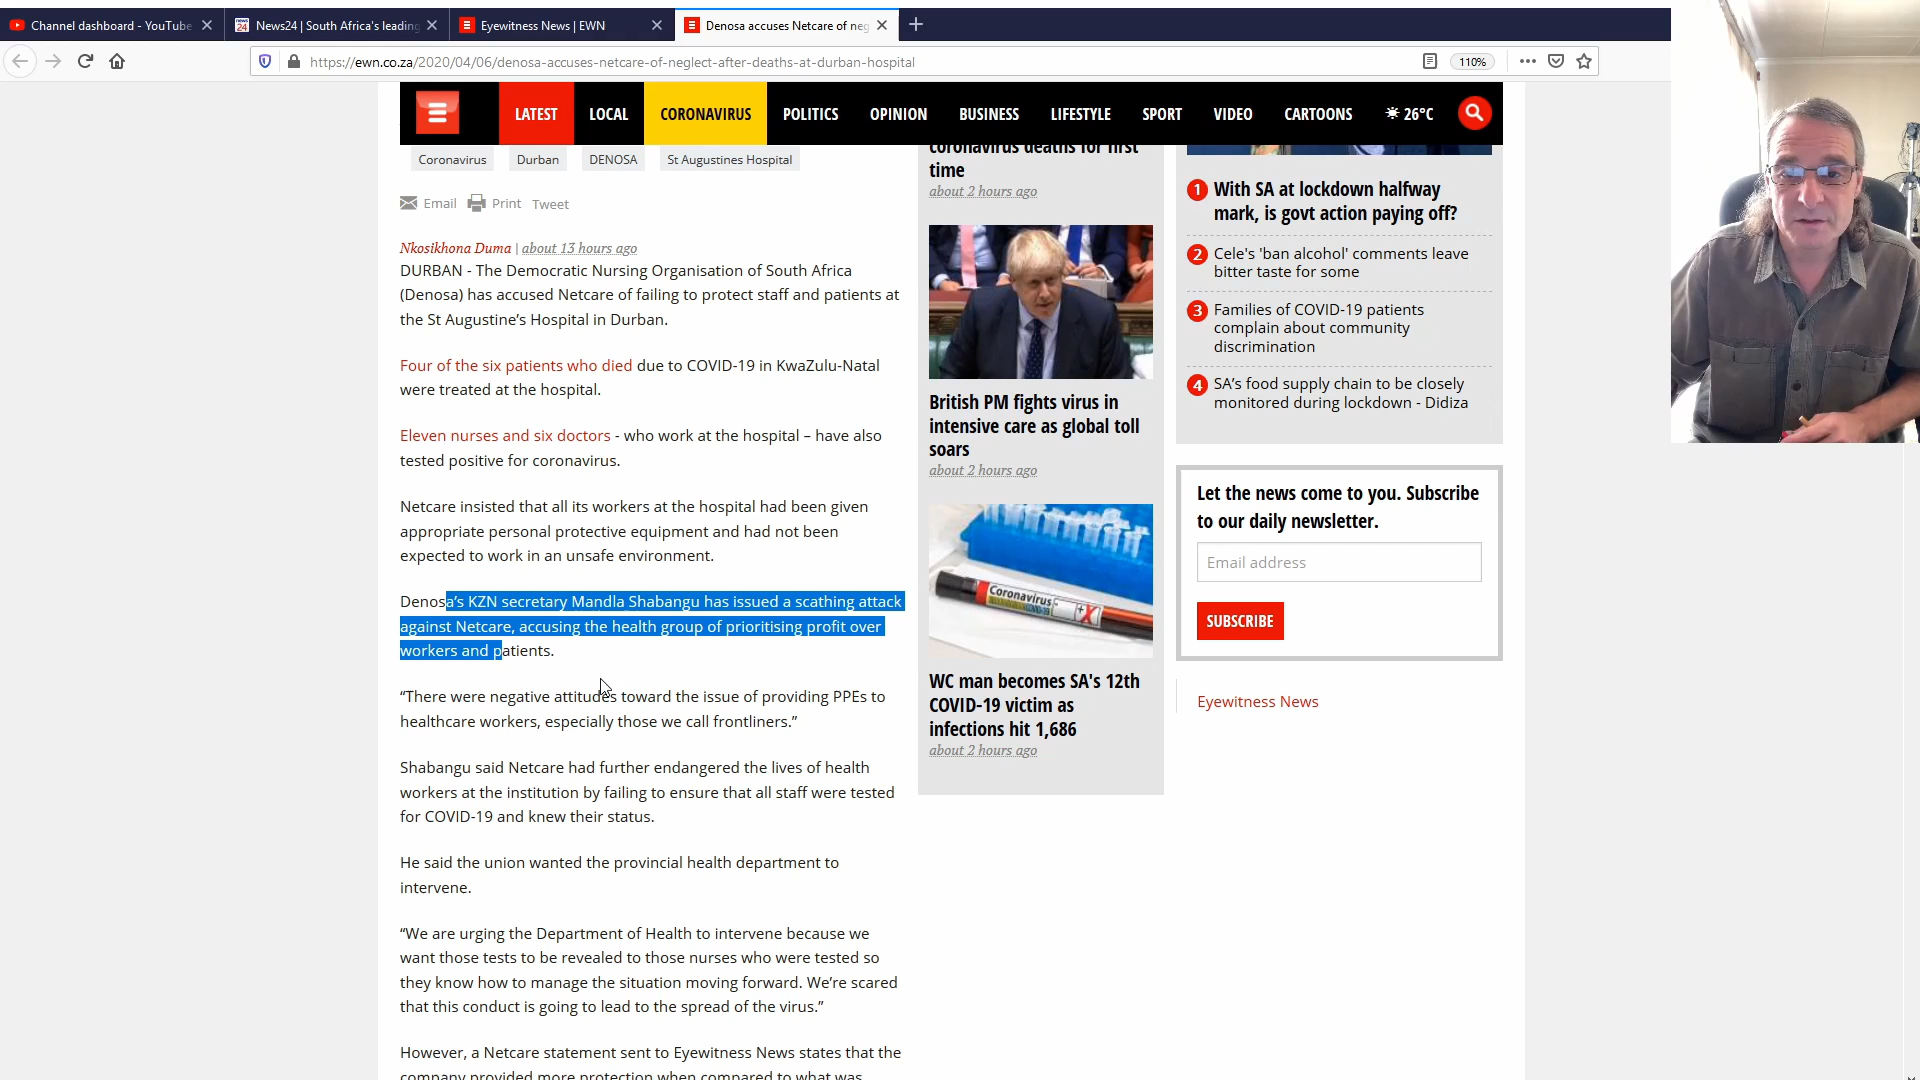 Channel dashboard - YouTube
News24 | South Africa's leading
Eyewitness News | EWN
Denosa accuses Netcare of neg
https://ewn.co.za/2020/04/06/denosa-accuses-netcare-of-neglect-after-deaths-at-durban-hospital
110%
LATEST LOCAL CORONAVIRUS POLITICS OPINION BUSINESS LIFESTYLE SPORT VIDEO CARTOONS 26°C
Coronavirus Durban DENOSA St Augustines Hospital
Email Print Tweet
Nkosikhona Duma | about 13 hours ago
DURBAN - The Democratic Nursing Organisation of South Africa
(Denosa) has accused Netcare of failing to protect staff and patients at
the St Augustine’s Hospital in Durban.
Four of the six patients who died due to COVID-19 in KwaZulu-Natal
were treated at the hospital.
Eleven nurses and six doctors - who work at the hospital – have also
tested positive for coronavirus.
Netcare insisted that all its workers at the hospital had been given
appropriate personal protective equipment and had not been
expected to work in an unsafe environment.
Denosa’s KZN secretary Mandla Shabangu has issued a scathing attack
against Netcare, accusing the health group of prioritising profit over
workers and patients.
“There were negative attitudes toward the issue of providing PPEs to
healthcare workers, especially those we call frontliners.”
Shabangu said Netcare had further endangered the lives of health
workers at the institution by failing to ensure that all staff were tested
for COVID-19 and knew their status.
He said the union wanted the provincial health department to
intervene.
“We are urging the Department of Health to intervene because we
want those tests to be revealed to those nurses who were tested so
they know how to manage the situation moving forward. We’re scared
that this conduct is going to lead to the spread of the virus.”
However, a Netcare statement sent to Eyewitness News states that the
company provided more protection when compared to what was
coronavirus deaths for first
time
about 2 hours ago
British PM fights virus in
intensive care as global toll
soars
about 2 hours ago
Coronavirus
WC man becomes SA's 12th
COVID-19 victim as
infections hit 1,686
about 2 hours ago
1 With SA at lockdown halfway
mark, is govt action paying off?
2 Cele's 'ban alcohol' comments leave
bitter taste for some
3 Families of COVID-19 patients
complain about community
discrimination
4 SA’s food supply chain to be closely
monitored during lockdown - Didiza
Let the news come to you. Subscribe
to our daily newsletter.
Email address
SUBSCRIBE
Eyewitness News